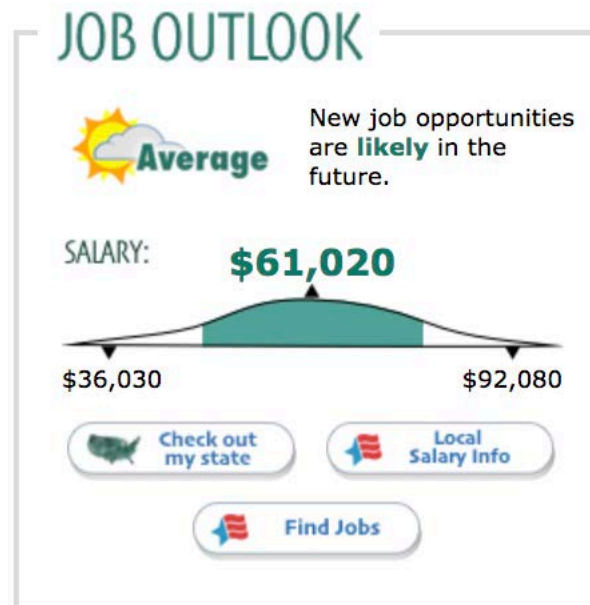 JOB OUTLOOK
Average
New job opportunities
are likely in the
future.
SALARY:
$61,020
$36,030
$92,080
Check out
my state
Local
Salary Info
Find Jobs